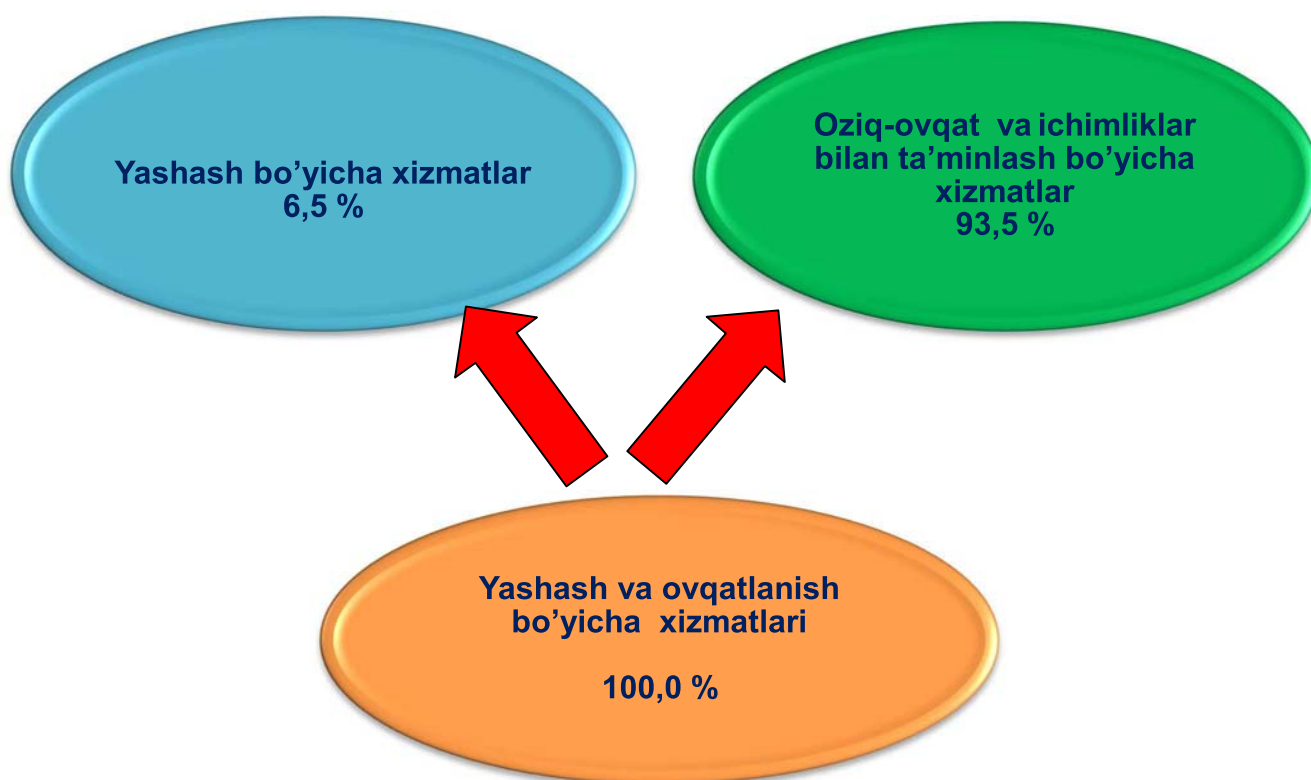 Yashash bo’yicha xizmatlar
6,5 %
Oziq-ovqat va ichimliklar
bilan ta’minlash bo’yicha
xizmatlar
93,5 %
Yashash va ovqatlanish
bo’yicha xizmatlari
100,0 %